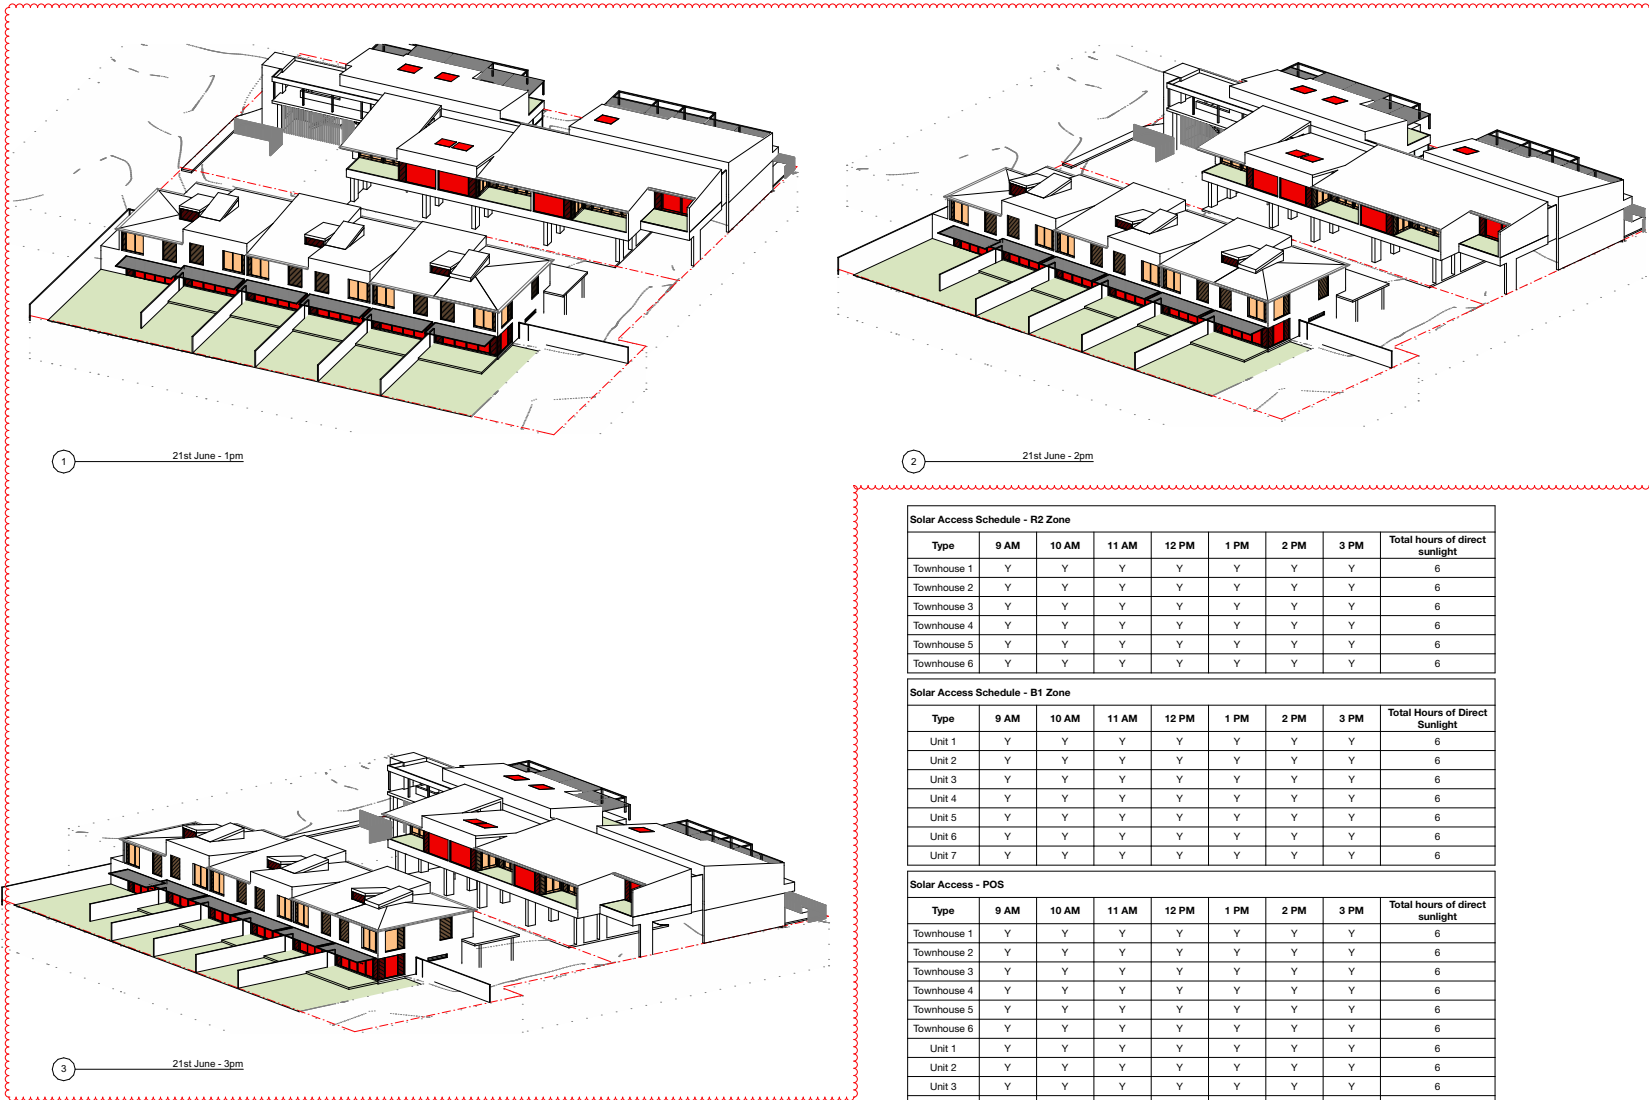 1 21st June - 1pm
2 21st June - 2pm
3 21st June - 3pm
Solar Access Schedule - R2 Zone
Type 9 AM 10 AM 11 AM 12 PM 1 PM 2 PM 3 PM Total hours of direct sunlight
Townhouse 1 Y Y Y Y Y Y Y 6
Townhouse 2 Y Y Y Y Y Y Y 6
Townhouse 3 Y Y Y Y Y Y Y 6
Townhouse 4 Y Y Y Y Y Y Y 6
Townhouse 5 Y Y Y Y Y Y Y 6
Townhouse 6 Y Y Y Y Y Y Y 6
Solar Access Schedule - B1 Zone
Type 9 AM 10 AM 11 AM 12 PM 1 PM 2 PM 3 PM Total Hours of Direct Sunlight
Unit 1 Y Y Y Y Y Y Y 6
Unit 2 Y Y Y Y Y Y Y 6
Unit 3 Y Y Y Y Y Y Y 6
Unit 4 Y Y Y Y Y Y Y 6
Unit 5 Y Y Y Y Y Y Y 6
Unit 6 Y Y Y Y Y Y Y 6
Unit 7 Y Y Y Y Y Y Y 6
Solar Access - POS
Type 9 AM 10 AM 11 AM 12 PM 1 PM 2 PM 3 PM Total hours of direct sunlight
Townhouse 1 Y Y Y Y Y Y Y 6
Townhouse 2 Y Y Y Y Y Y Y 6
Townhouse 3 Y Y Y Y Y Y Y 6
Townhouse 4 Y Y Y Y Y Y Y 6
Townhouse 5 Y Y Y Y Y Y Y 6
Townhouse 6 Y Y Y Y Y Y Y 6
Unit 1 Y Y Y Y Y Y Y 6
Unit 2 Y Y Y Y Y Y Y 6
Unit 3 Y Y Y Y Y Y Y 6